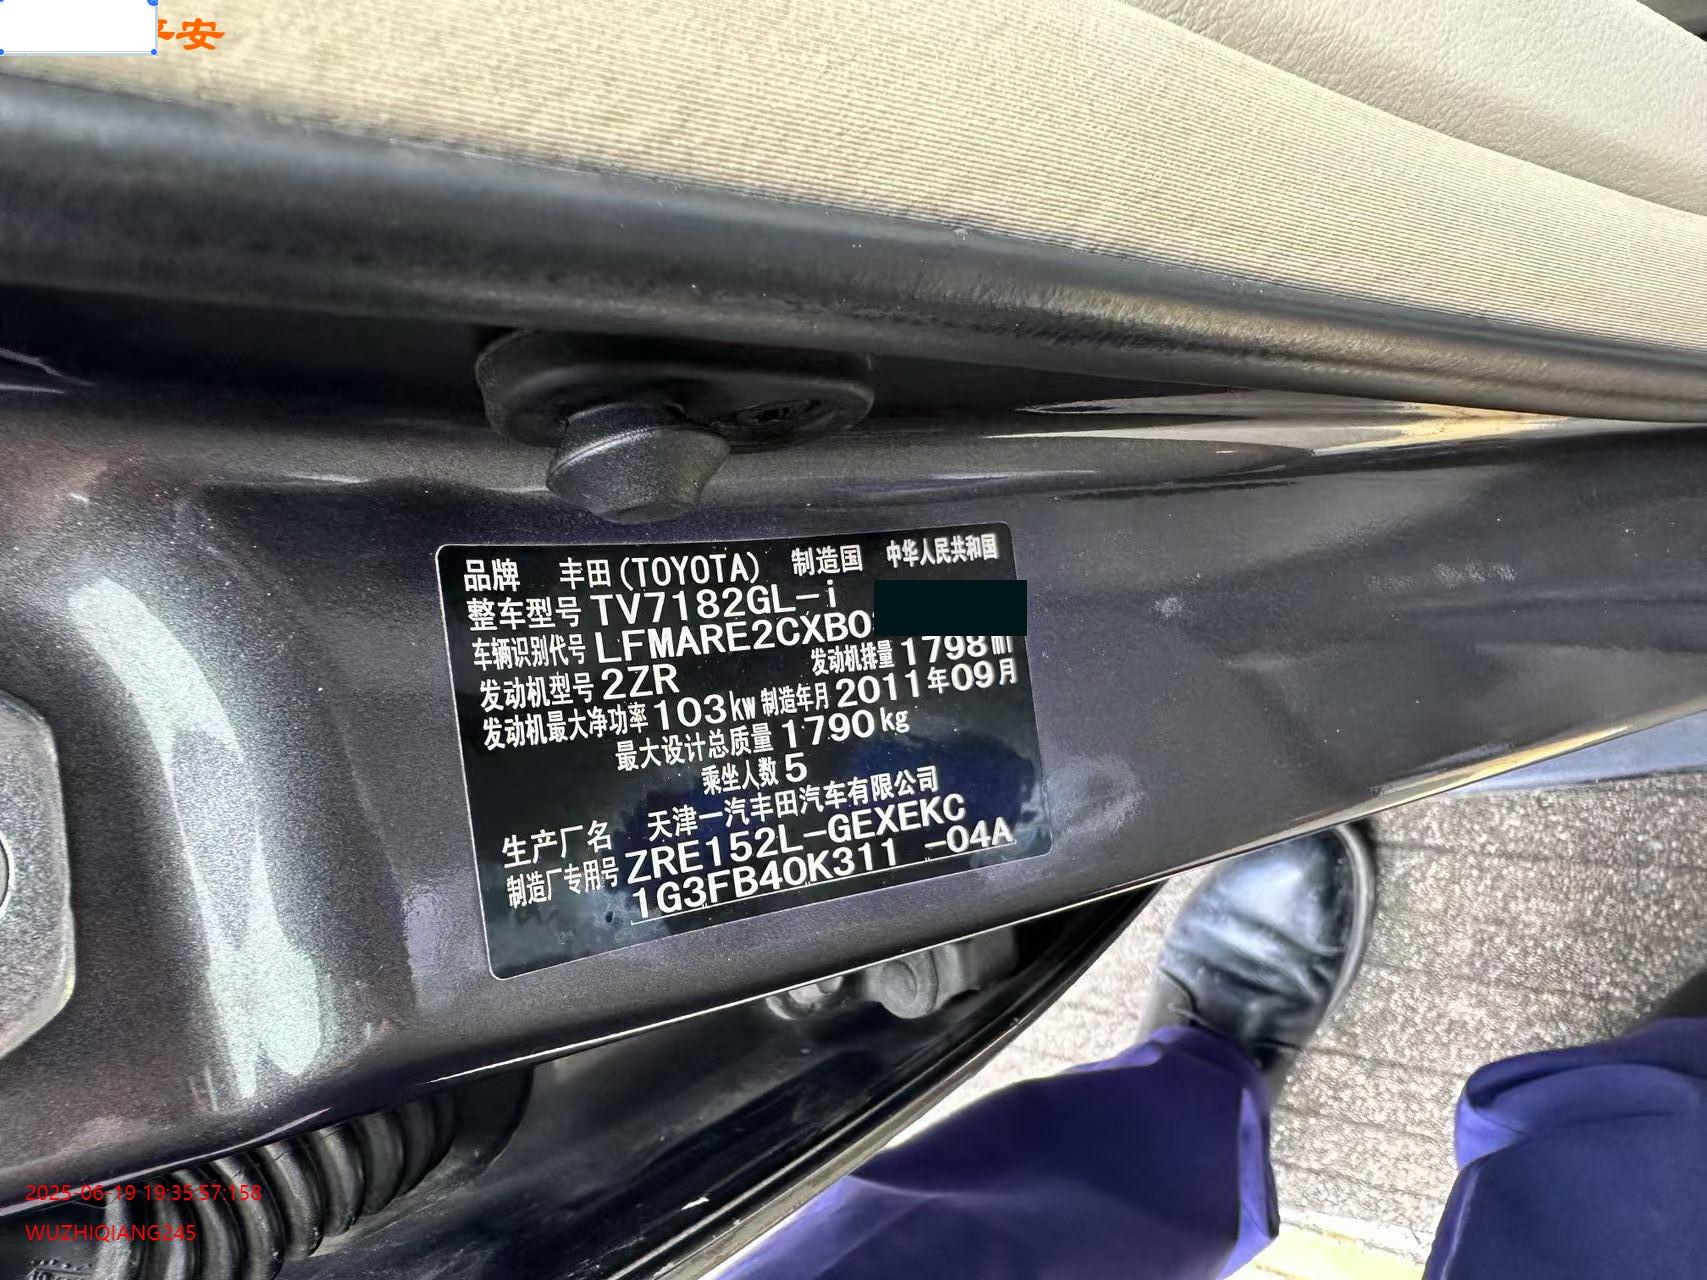 平安
品牌 丰田(TOYOTA) 制造国 中华人民共和国
整车型号 TV7182GL-i
车辆识别代号 LFMARE2CXB0
发动机型号 2ZR 发动机排量 1798ml
发动机最大净功率 103kw 制造年月 2011年09月
最大设计总质量 1790kg
乘坐人数 5
生产厂名 天津一汽丰田汽车有限公司
制造厂专用号 ZRE152L-GEXEKC
1G3FB40K311 -04A
2025-06-19 19:35:57:158
WUZHIQIANG245